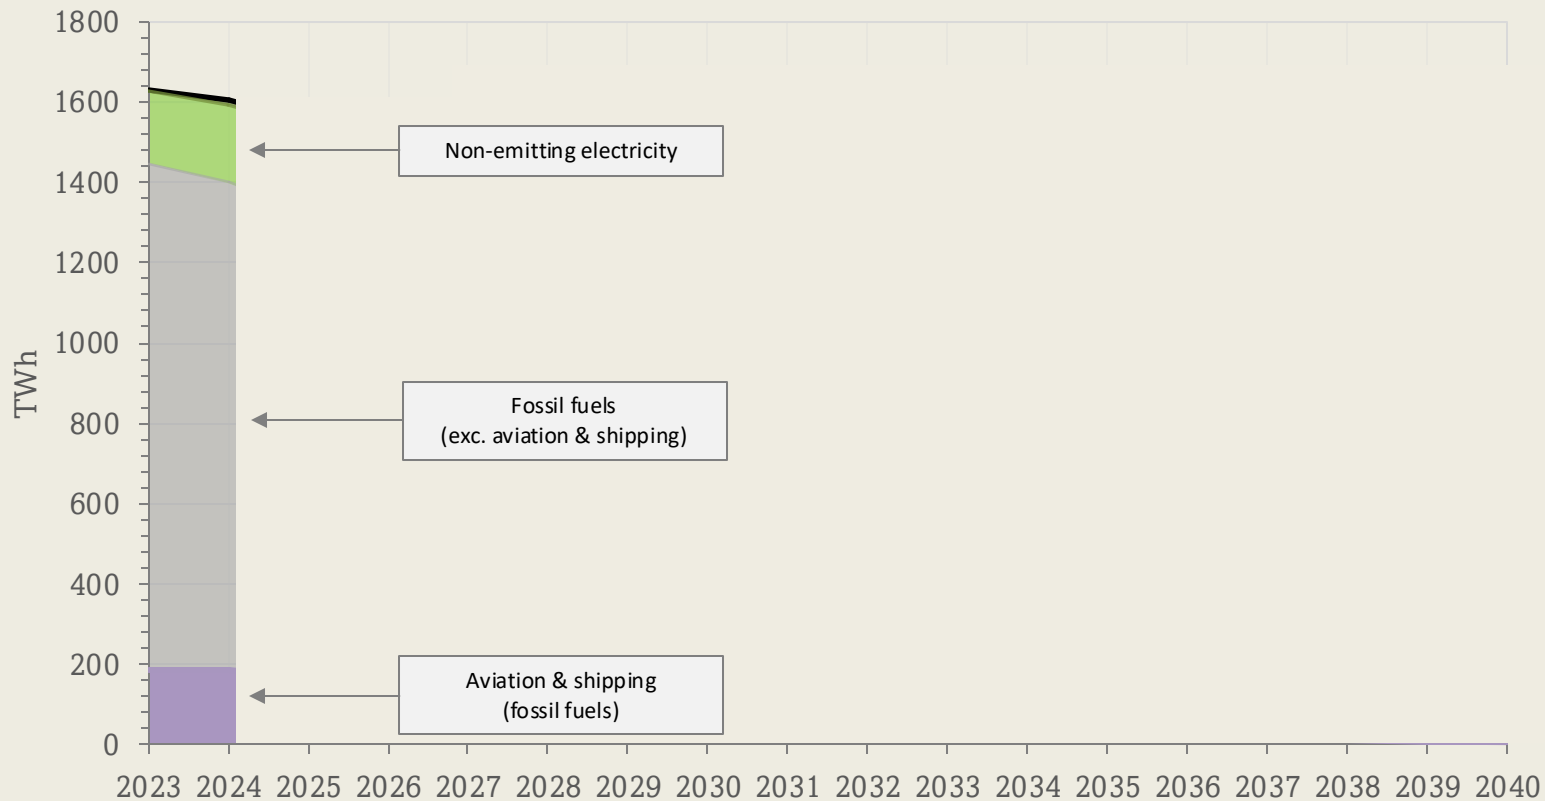 1800
1600
1400
1200
1000
800
600
400
200
0
TWh
Non-emitting electricity
Fossil fuels
(exc. aviation & shipping)
Aviation & shipping
(fossil fuels)
2023 2024 2025 2026 2027 2028 2029 2030 2031 2032 2033 2034 2035 2036 2037 2038 2039 2040